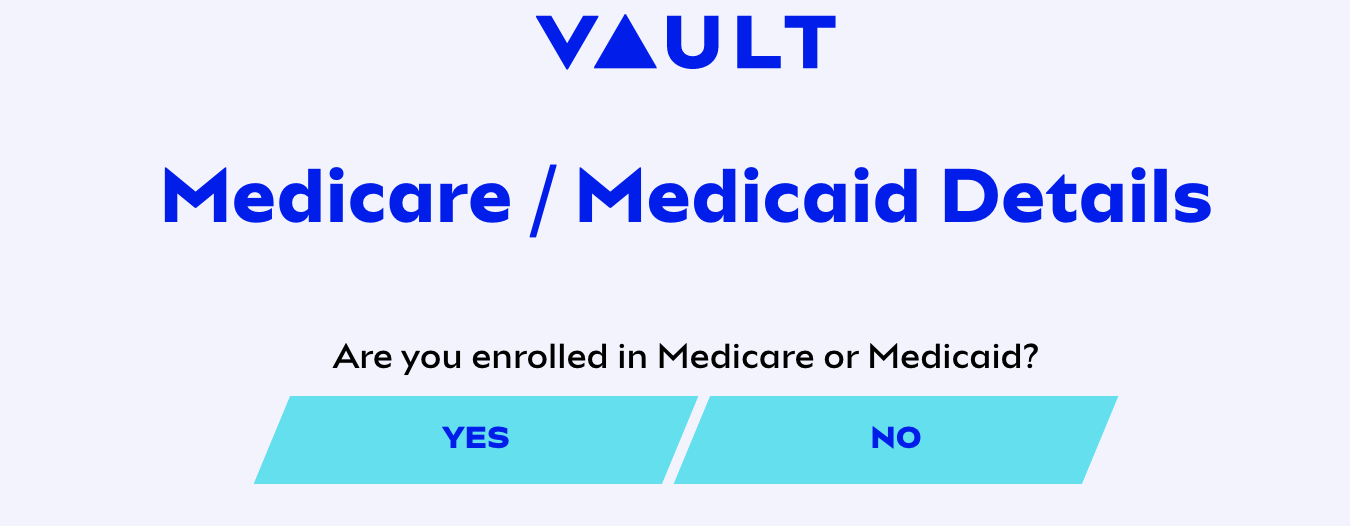 VAULT
Medicare / Medicaid Details
Are you enrolled in Medicare or Medicaid?
YES
NO